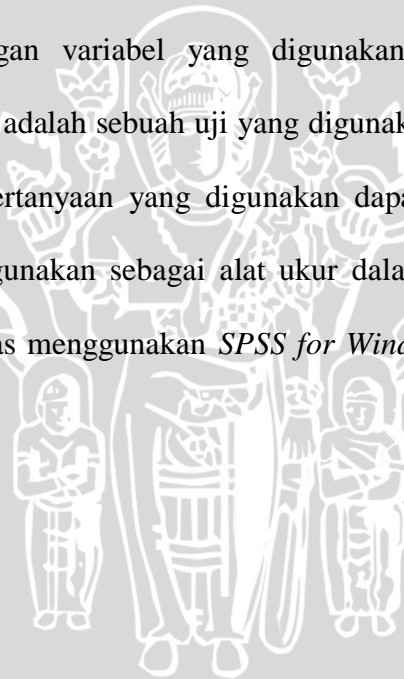 gan variabel yang digunakan
adalah sebuah uji yang digunak
ertanyaan yang digunakan dapa
gunakan sebagai alat ukur dala
as menggunakan SPSS for Wind